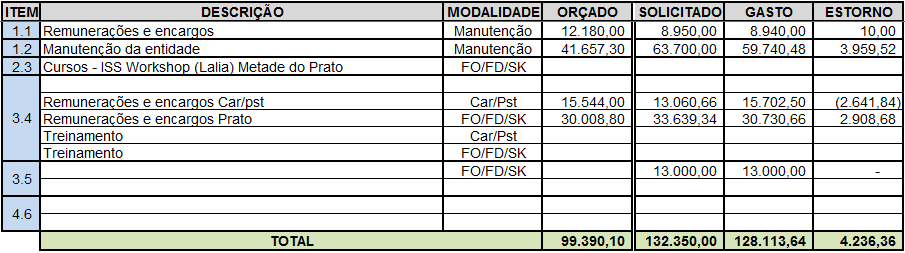 ITEM DESCRIÇÃO MODALIDADE ORÇADO SOLICITADO GASTO ESTORNO
1.1 Remunerações e encargos Manutenção 12.180,00 8.950,00 8.940,00 10,00
1.2 Manutenção da entidade Manutenção 41.657,30 63.700,00 59.740,48 3.959,52
2.3 Cursos - ISS Workshop (Lalia) Metade do Prato FO/FD/SK
3.4
Remunerações e encargos Car/pst Car/Pst 15.544,00 13.060,66 15.702,50 (2.641,84)
Remunerações e encargos Prato FO/FD/SK 30.008,80 33.639,34 30.730,66 2.908,68
Treinamento Car/Pst
Treinamento FO/FD/SK
3.5 FO/FD/SK 13.000,00 13.000,00 -
4.6
TOTAL 99.390,10 132.350,00 128.113,64 4.236,36